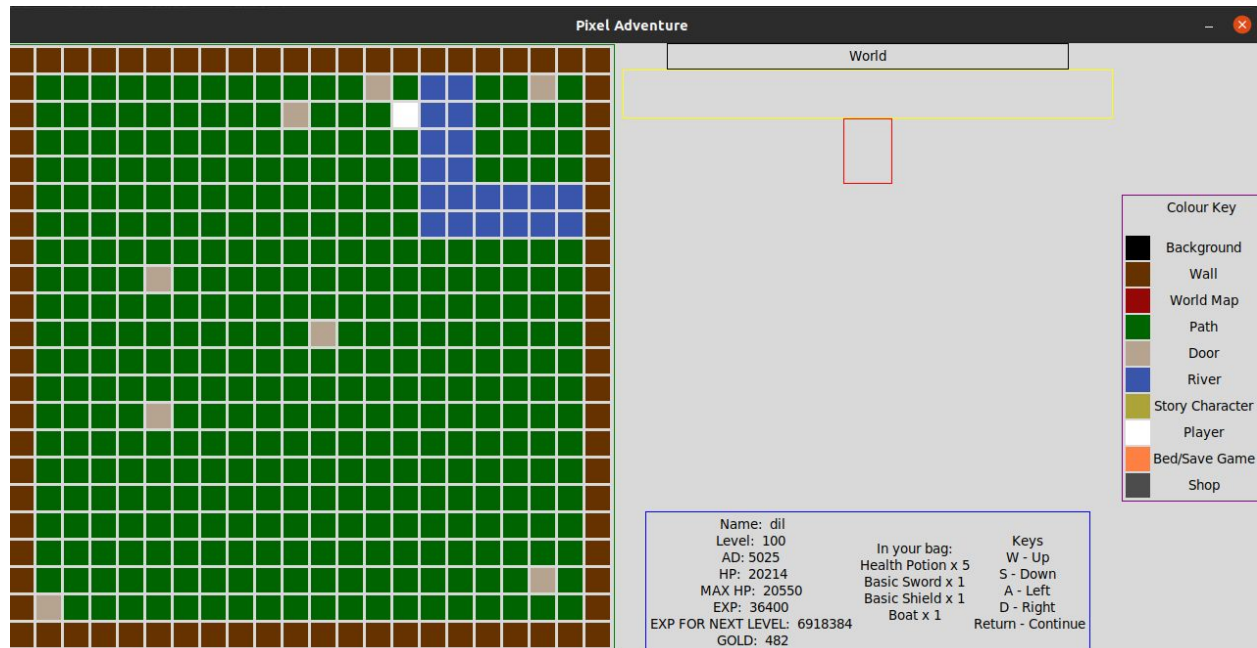 Pixel Adventure
World
Colour Key
Background
Wall
World Map
Path
Door
River
Story Character
Player
Bed/Save Game
Shop
Name: dil
Level: 100
AD: 5025
HP: 20214
MAX HP: 20550
EXP: 36400
EXP FOR NEXT LEVEL: 6918384
GOLD: 482
In your bag:
Health Potion x 5
Basic Sword x 1
Basic Shield x 1
Boat x 1
Keys
W - Up
S - Down
A - Left
D - Right
Return - Continue